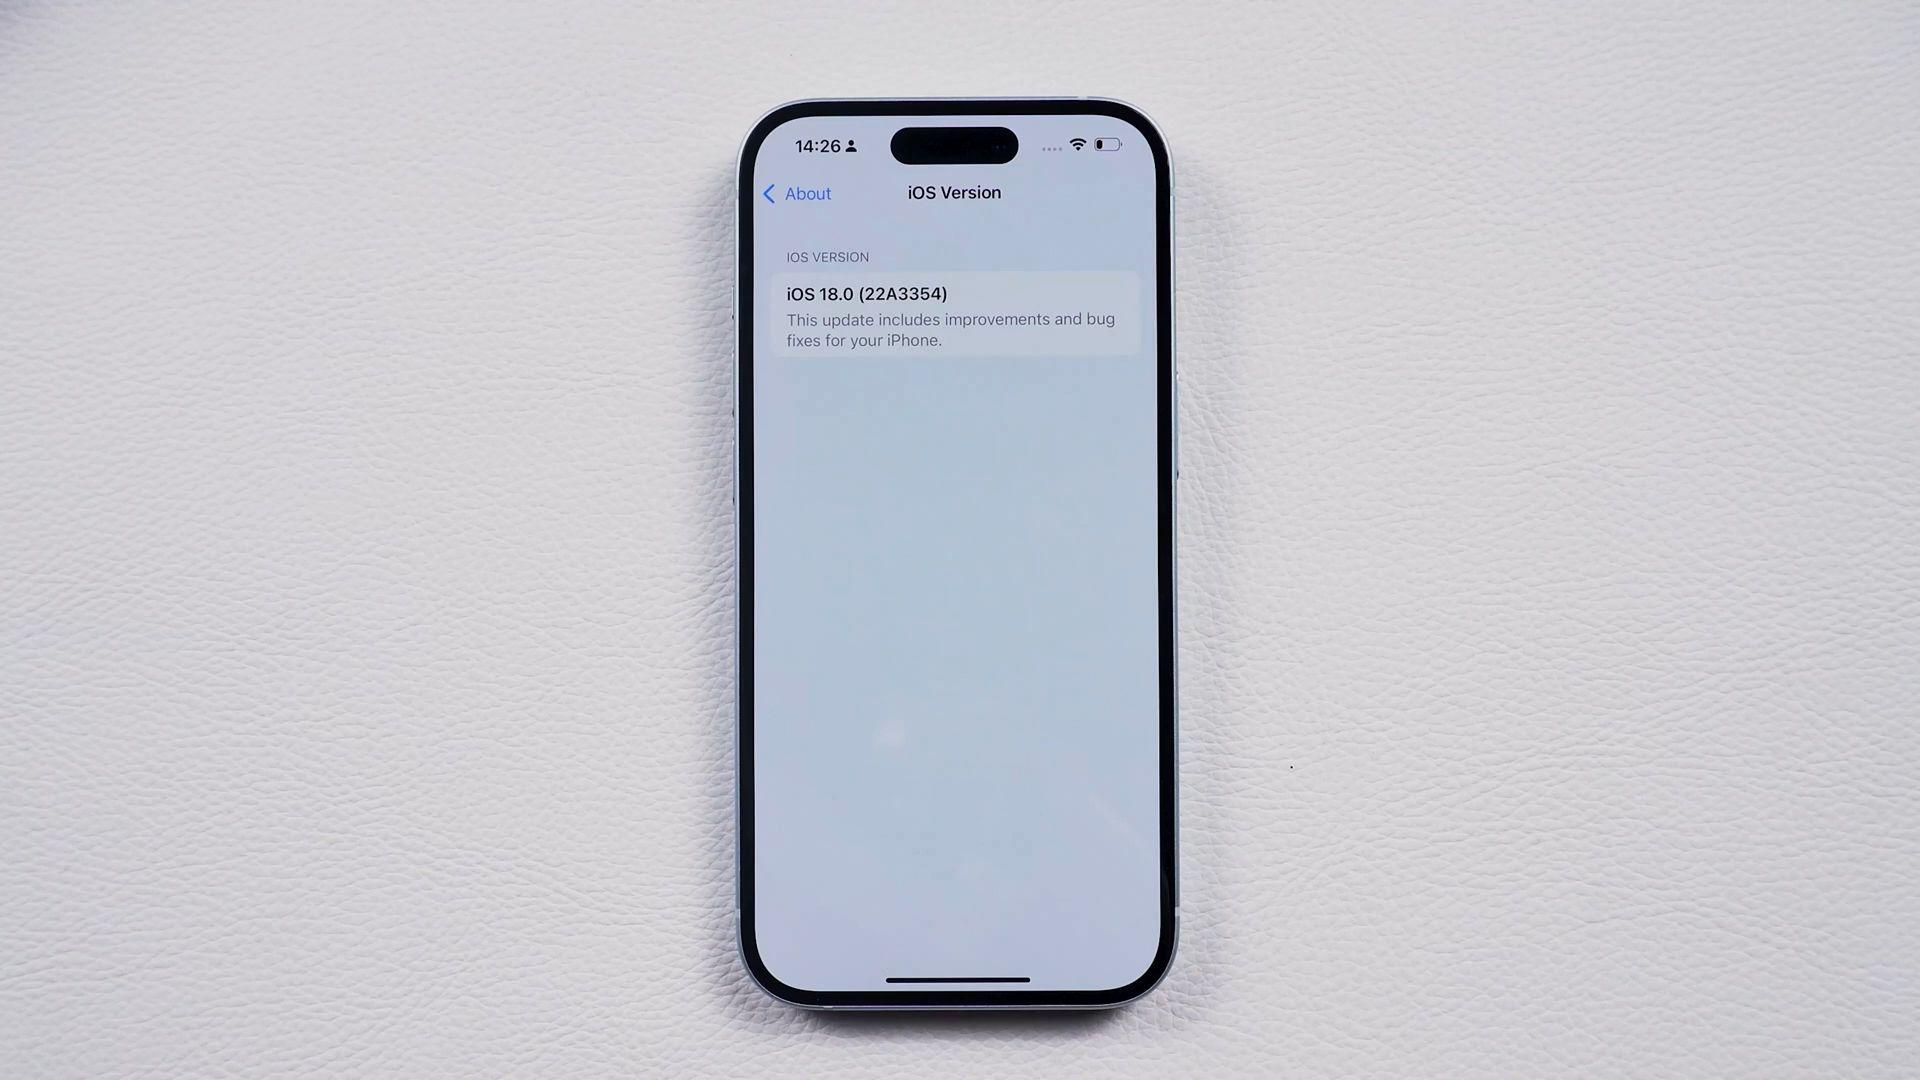 14:26
About
iOS Version
IOS VERSION
iOS 18.0 (22A3354)
This update includes improvements and bug
fixes for your iPhone.